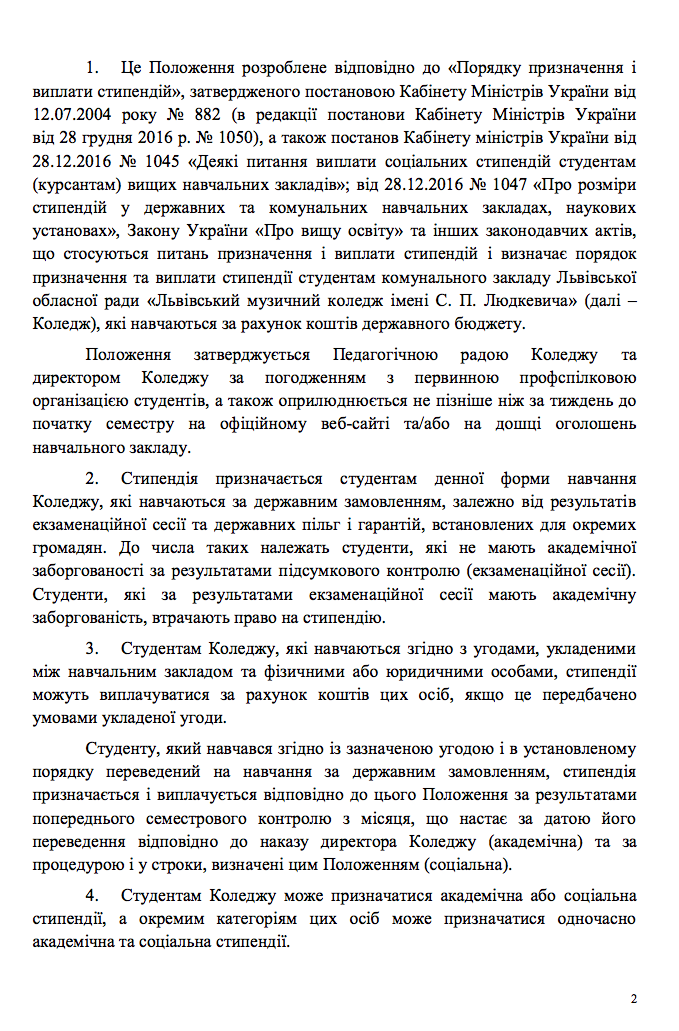 1. Це Положення розроблене відповідно до «Порядку призначення і
виплати стипендій», затвердженого постановою Кабінету Міністрів України від
12.07.2004 року № 882 (в редакції постанови Кабінету Міністрів України
від 28 грудня 2016 р. № 1050), а також постанов Кабінету міністрів України від
28.12.2016 № 1045 «Деякі питання виплати соціальних стипендій студентам
(курсантам) вищих навчальних закладів»; від 28.12.2016 № 1047 «Про розміри
стипендій у державних та комунальних навчальних закладах, наукових
установах», Закону України «Про вищу освіту» та інших законодавчих актів,
що стосуються питань призначення і виплати стипендій і визначає порядок
призначення та виплати стипендії студентам комунального закладу Львівської
обласної ради «Львівський музичний коледж імені С. П. Людкевича» (далі –
Коледж), які навчаються за рахунок коштів державного бюджету.
Положення затверджується Педагогічною радою Коледжу та
директором Коледжу за погодженням з первинною профспілковою
організацією студентів, а також оприлюднюється не пізніше ніж за тиждень до
початку семестру на офіційному веб-сайті та/або на дошці оголошень
навчального закладу.
2. Стипендія призначається студентам денної форми навчання
Коледжу, які навчаються за державним замовленням, залежно від результатів
екзаменаційної сесії та державних пільг і гарантій, встановлених для окремих
громадян. До числа таких належать студенти, які не мають академічної
заборгованості за результатами підсумкового контролю (екзаменаційної сесії).
Студенти, які за результатами екзаменаційної сесії мають академічну
заборгованість, втрачають право на стипендію.
3. Студентам Коледжу, які навчаються згідно з угодами, укладеними
між навчальним закладом та фізичними або юридичними особами, стипендії
можуть виплачуватися за рахунок коштів цих осіб, якщо це передбачено
умовами укладеної угоди.
Студенту, який навчався згідно із зазначеною угодою і в установленому
порядку переведений на навчання за державним замовленням, стипендія
призначається і виплачується відповідно до цього Положення за результатами
попереднього семестрового контролю з місяця, що настає за датою його
переведення відповідно до наказу директора Коледжу (академічна) та за
процедурою і у строки, визначені цим Положенням (соціальна).
4. Студентам Коледжу може призначатися академічна або соціальна
стипендії, а окремим категоріям цих осіб може призначатися одночасно
академічна та соціальна стипендії.
2